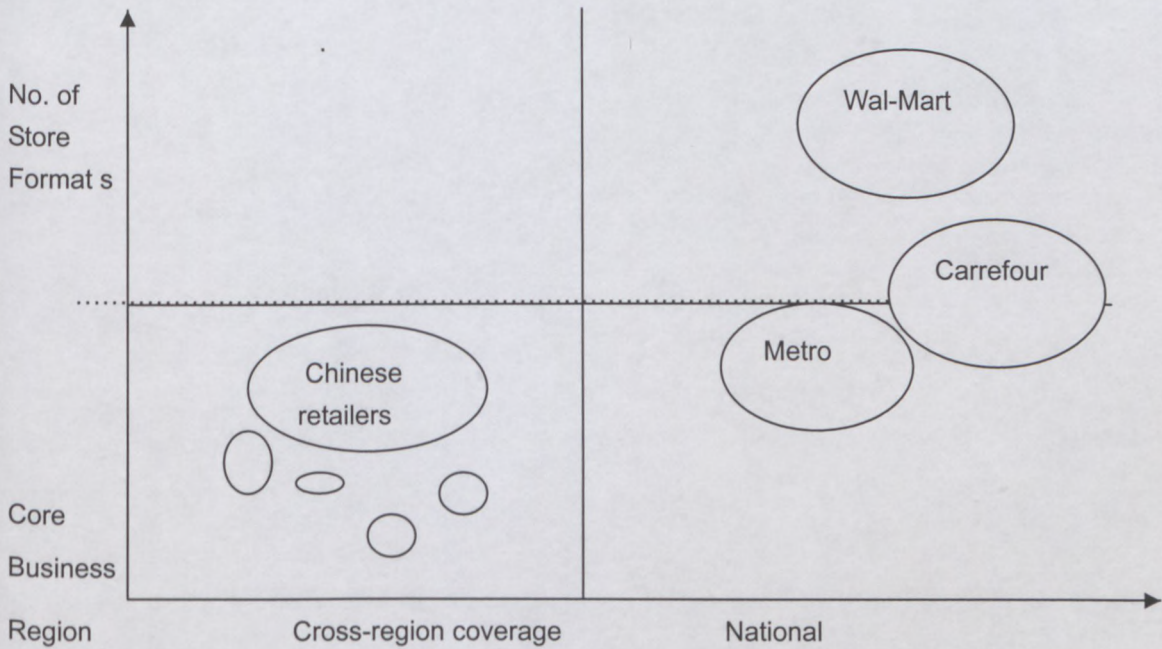 No. of
Store
Format s
Wal-Mart
Carrefour
Metro
Chinese
retailers
Core
Business
Region Cross-region coverage National